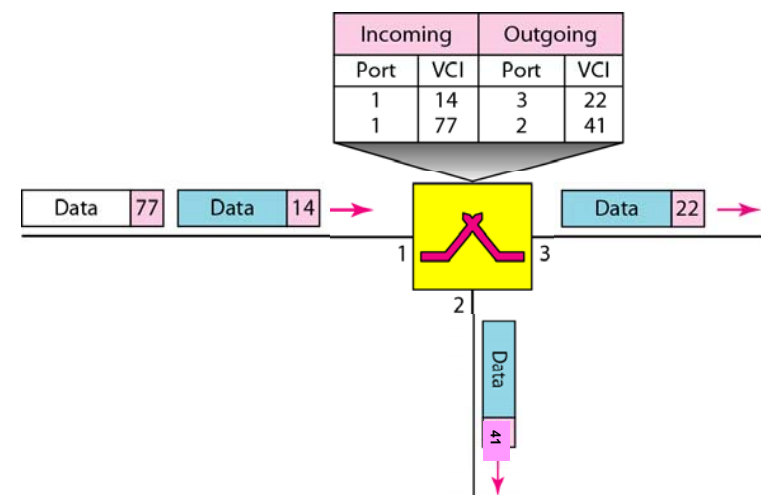 Incoming Outgoing
Port VCI Port VCI
1 14 3 22
1 77 2 41
Data 77 Data 14 Data 22
1 3
2
Data
41